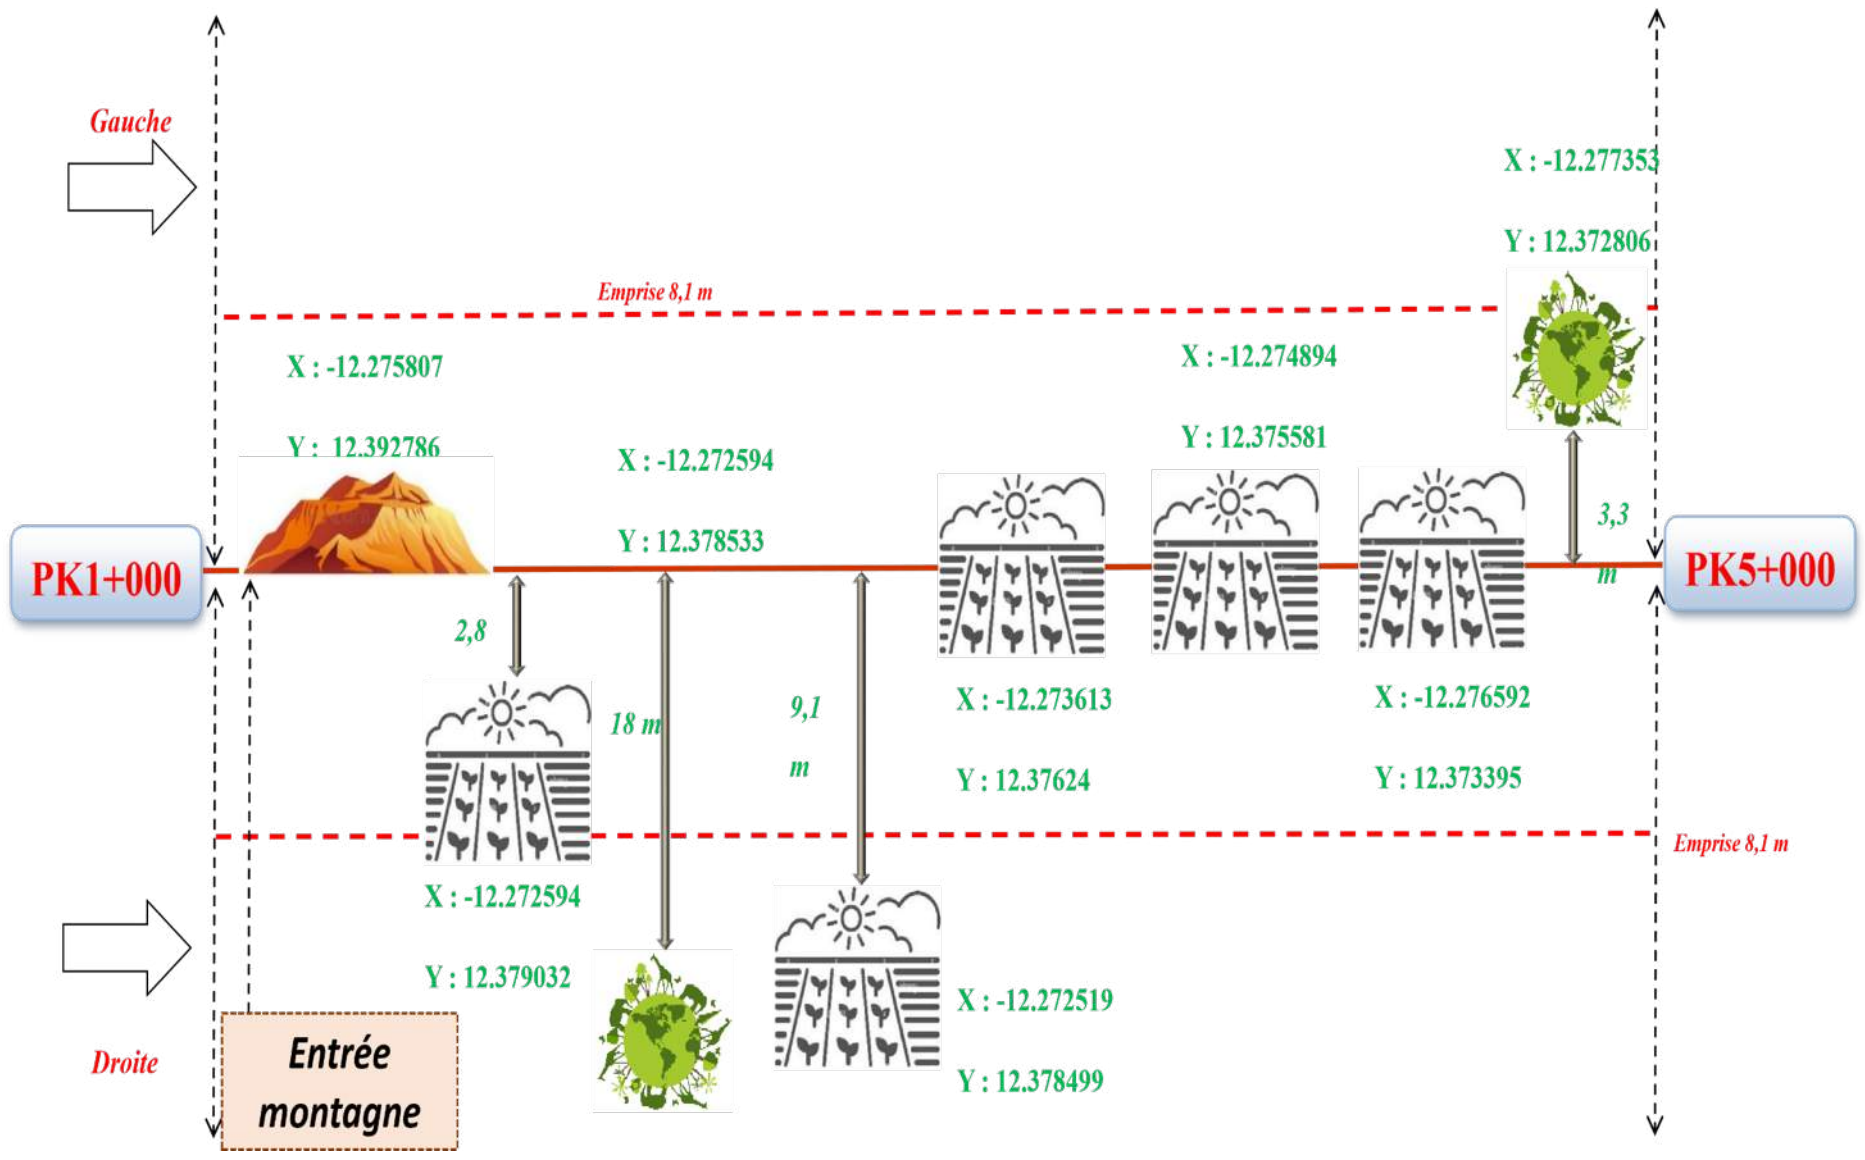 Gauche
X : -12.277353
Y : 12.372806
Emprise 8,1 m
X : -12.275807
Y : 12.392786
X : -12.274894
Y : 12.375581
X : -12.272594
Y : 12.378533
3,3
m
PK1+000
PK5+000
2,8
18 m
9,1
m
X : -12.273613
Y : 12.37624
X : -12.276592
Y : 12.373395
Emprise 8,1 m
X : -12.272594
Y : 12.379032
X : -12.272519
Y : 12.378499
Droite
Entrée
montagne